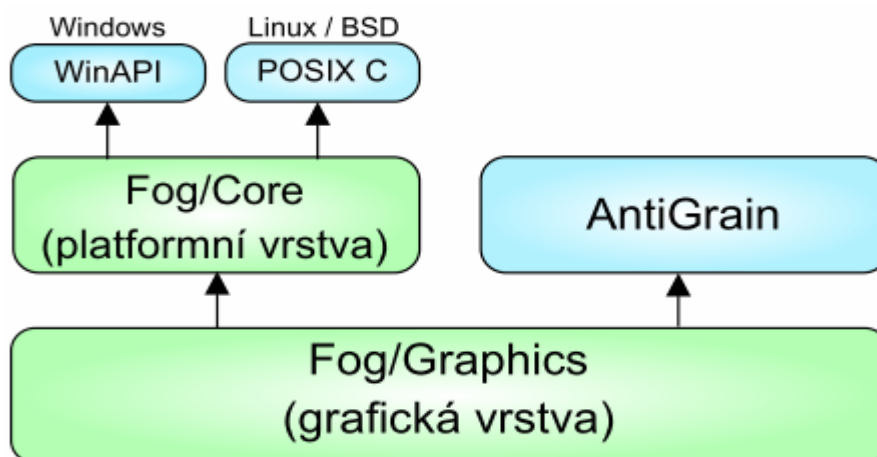 Windows
Linux / BSD
WinAPI
POSIX C
Fog/Core
(platformní vrstva)
AntiGrain
Fog/Graphics
(grafická vrstva)